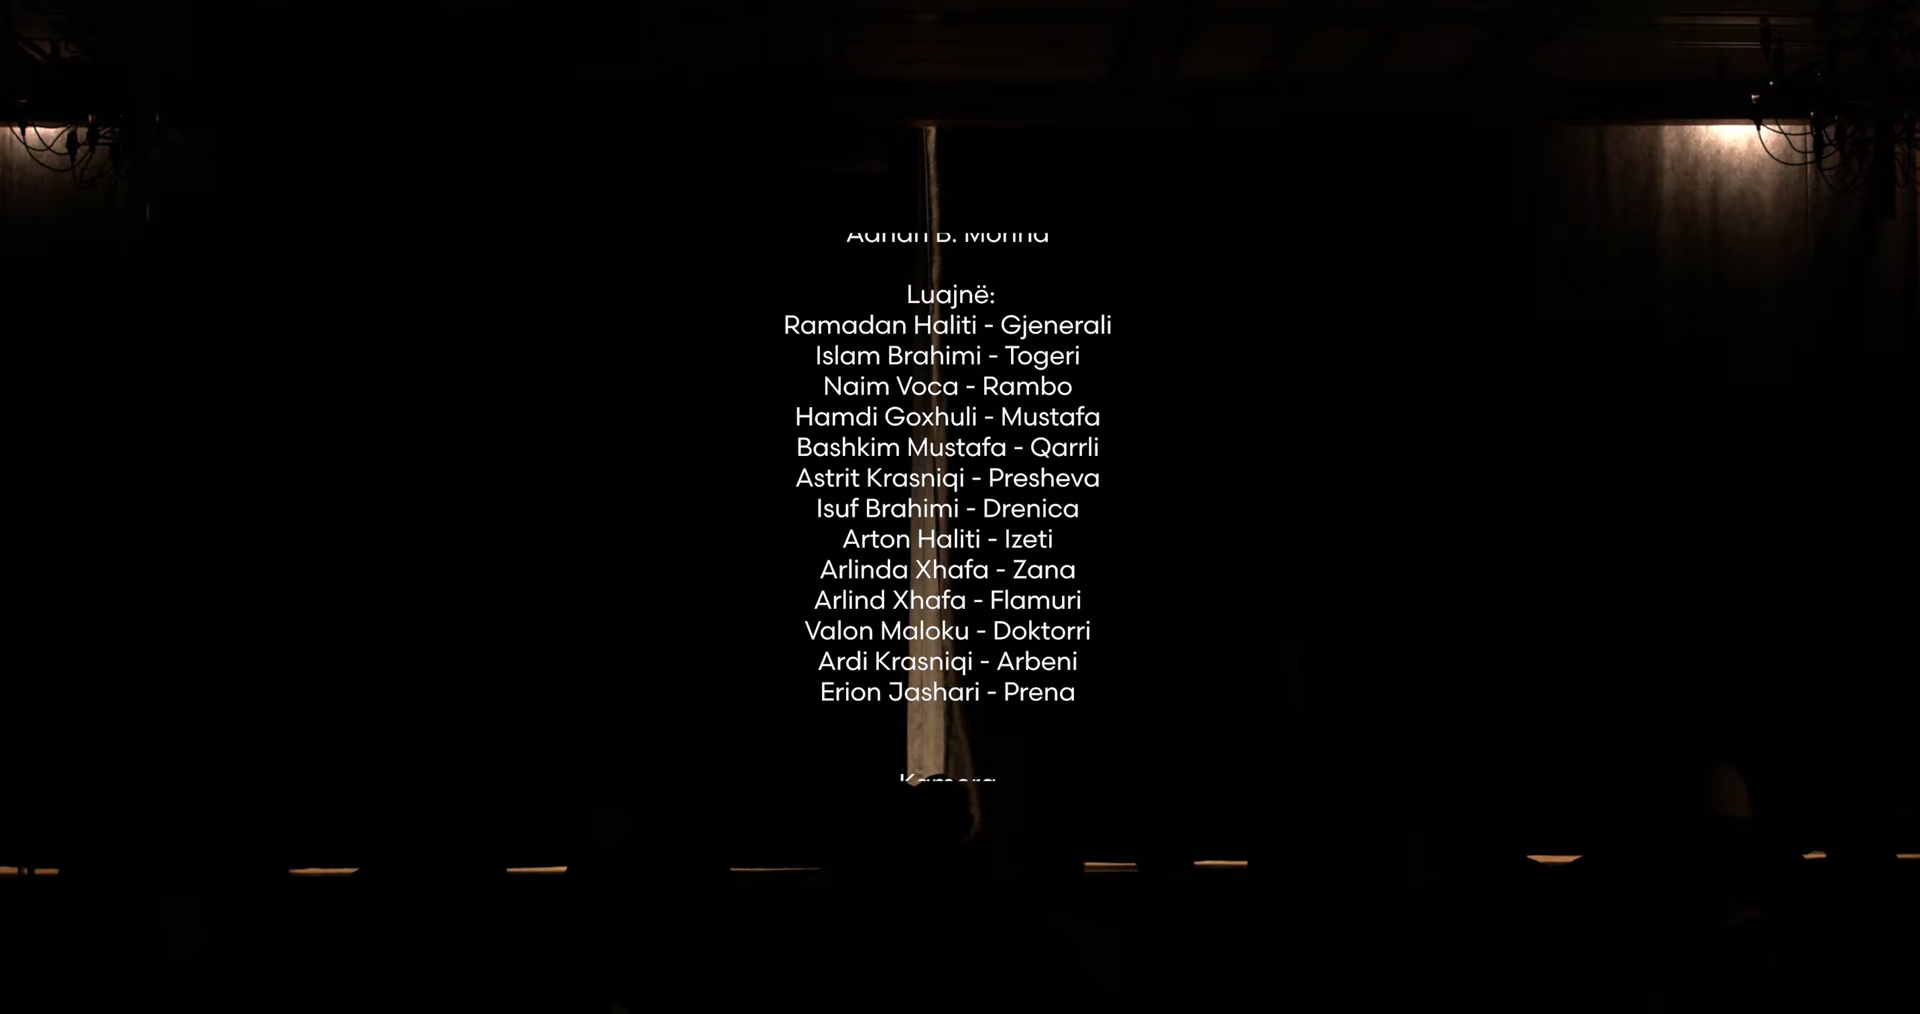 Luajnë:
Ramadan Haliti - Gjenerali
Islam Brahimi - Togeri
Naim Voca - Rambo
Hamdi Goxhuli - Mustafa
Bashkim Mustafa - Qarrli
Astrit Krasniqi - Presheva
Isuf Brahimi - Drenica
Arton Haliti - Izeti
Arlinda Xhafa - Zana
Arlind Xhafa - Flamuri
Valon Maloku - Doktorri
Ardi Krasniqi - Arbeni
Erion Jashari - Prena